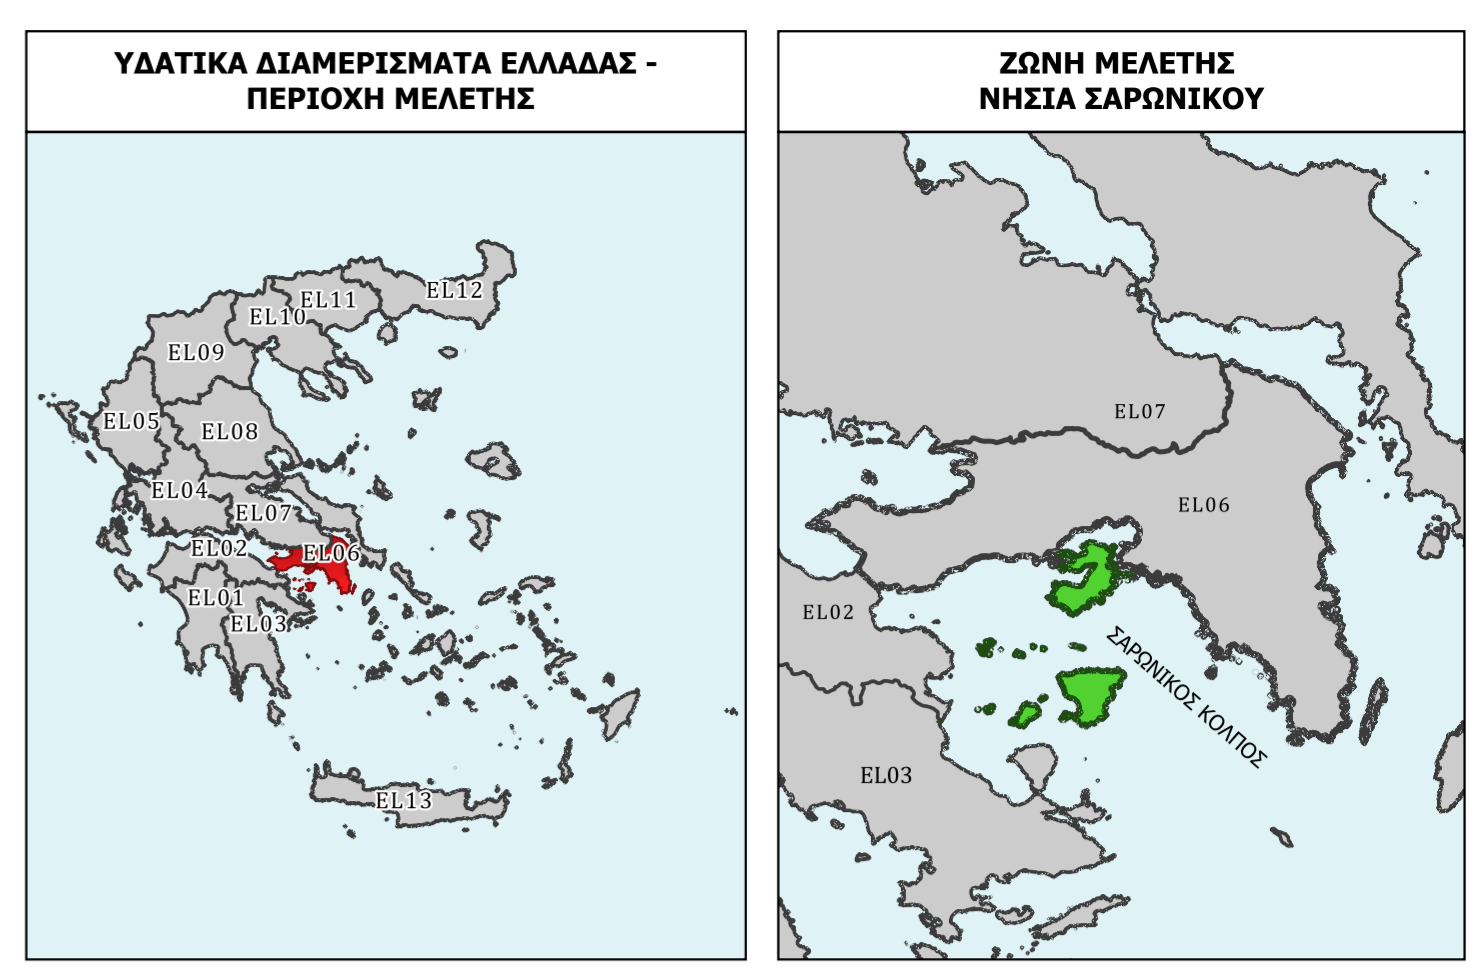 ΥΔΑΤΙΚΑ ΔΙΑΜΕΡΙΣΜΑΤΑ ΕΛΛΑΔΑΣ -
ΠΕΡΙΟΧΗ ΜΕΛΕΤΗΣ
EL12
EL11
EL10
EL09
EL05
EL08
EL04
EL07
EL02
EL06
EL01
EL03
EL13
ΖΩΝΗ ΜΕΛΕΤΗΣ
ΝΗΣΙΑ ΣΑΡΩΝΙΚΟΥ
EL07
EL06
EL02
ΣΑΡΩΝΙΚΟΣ ΚΟΛΠΟΣ
EL03